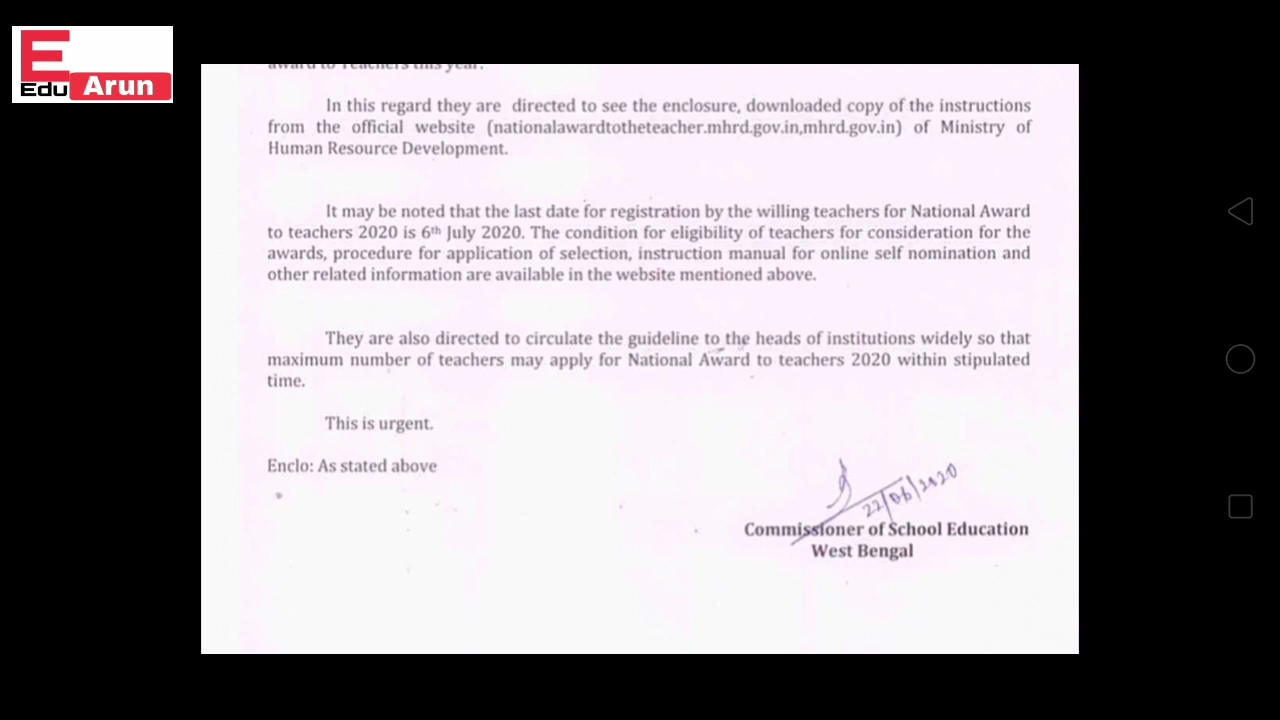 E
Edu Arun
award to Teachers this year.
In this regard they are directed to see the enclosure, downloaded copy of the instructions
from the official website (nationalawardtotheteacher.mhrd.gov.in,mhrd.gov.in) of Ministry of
Human Resource Development.
It may be noted that the last date for registration by the willing teachers for National Award
to teachers 2020 is 6th July 2020. The condition for eligibility of teachers for consideration for the
awards, procedure for application of selection, instruction manual for online self nomination and
other related information are available in the website mentioned above.
They are also directed to circulate the guideline to the heads of institutions widely so that
maximum number of teachers may apply for National Award to teachers 2020 within stipulated
time.
This is urgent.
Enclo: As stated above
22/06/2020
Commissioner of School Education
West Bengal